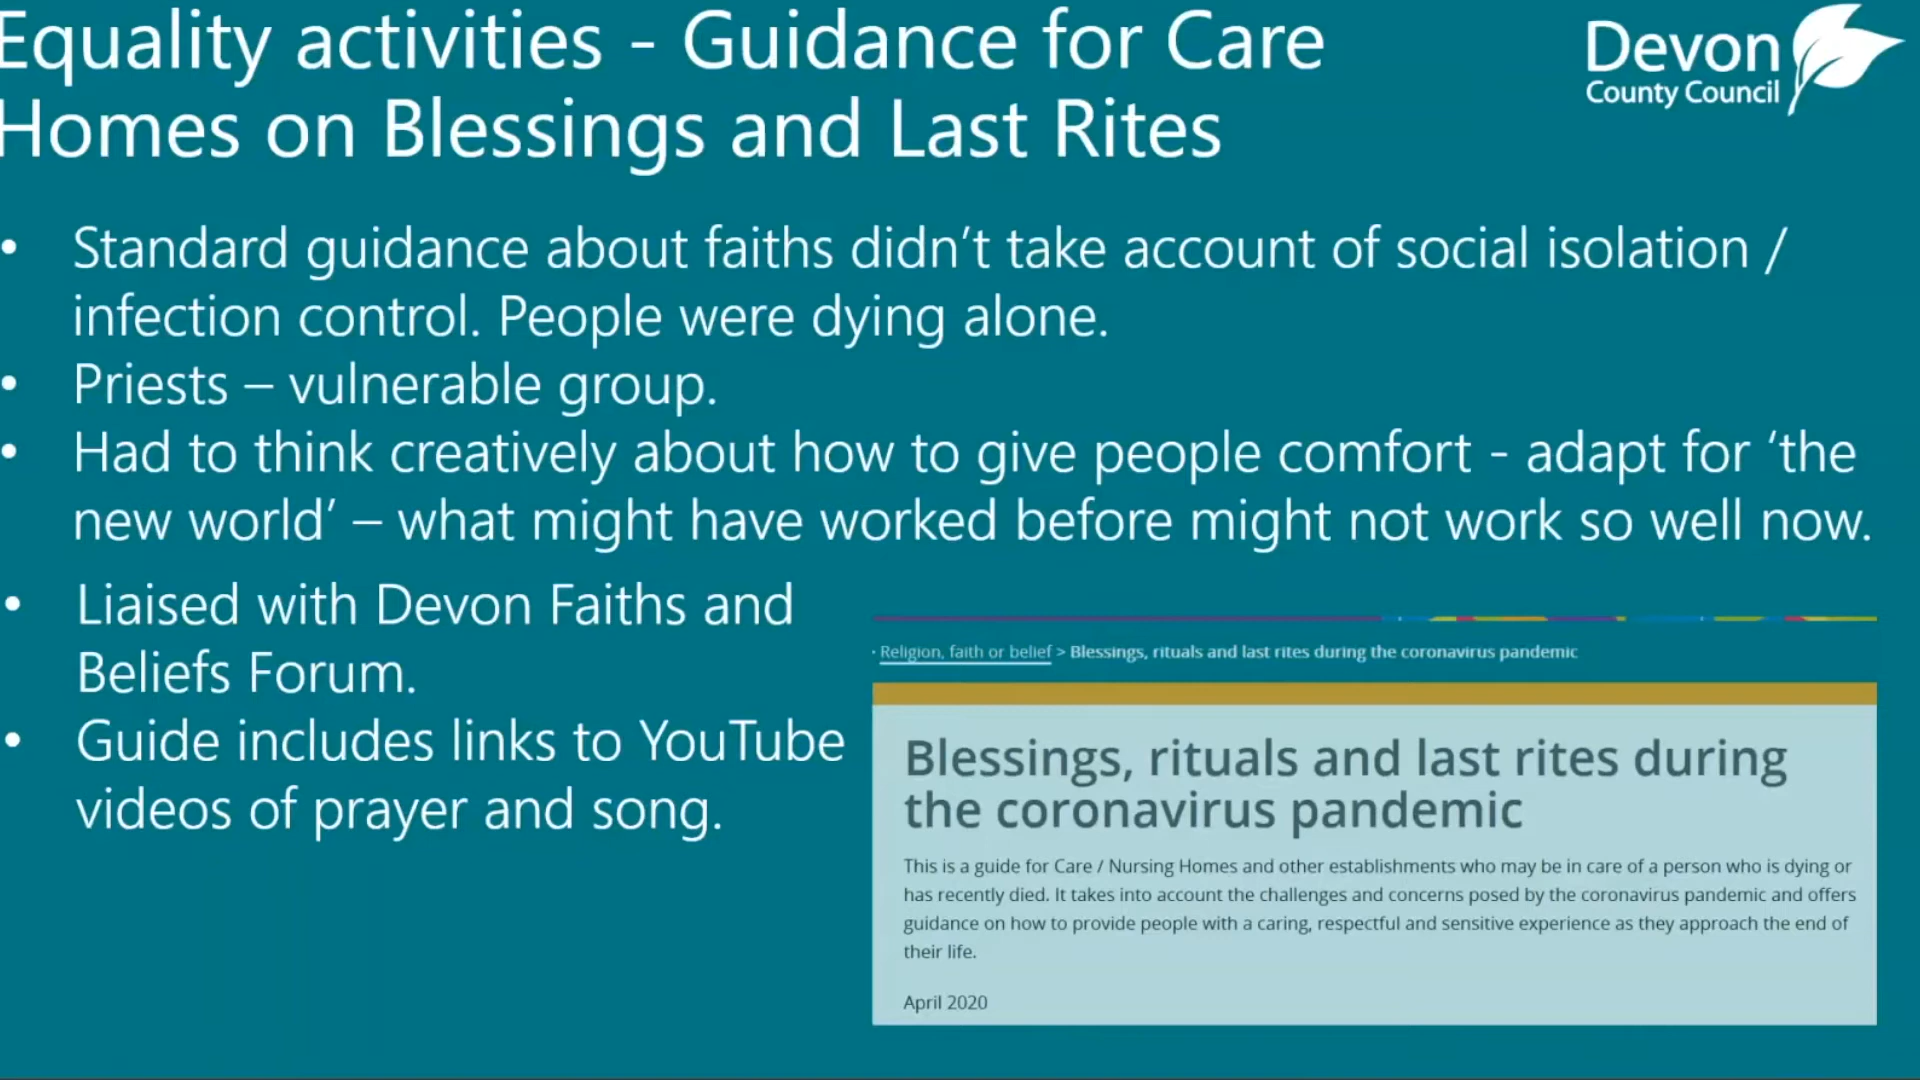 Equality activities - Guidance for Care
Homes on Blessings and Last Rites
Devon
County Council
• Standard guidance about faiths didn’t take account of social isolation /
infection control. People were dying alone.
• Priests – vulnerable group.
• Had to think creatively about how to give people comfort - adapt for ‘the
new world’ – what might have worked before might not work so well now.
• Liaised with Devon Faiths and
Beliefs Forum.
• Guide includes links to YouTube
videos of prayer and song.
· Religion, faith or belief > Blessings, rituals and last rites during the coronavirus pandemic
Blessings, rituals and last rites during
the coronavirus pandemic
This is a guide for Care / Nursing Homes and other establishments who may be in care of a person who is dying or
has recently died. It takes into account the challenges and concerns posed by the coronavirus pandemic and offers
guidance on how to provide people with a caring, respectful and sensitive experience as they approach the end of
their life.
April 2020